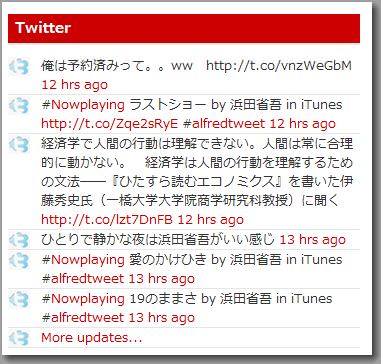 Twitter
俺は予約済みって。。ww　http://t.co/vnzWeGbM
12 hrs ago
#Nowplaying ラストショー by 浜田省吾 in iTunes
http://t.co/Zqe2sRyE #alfredtweet 12 hrs ago
経済学で人間の行動は理解できない。人間は常に合理
的に動かない。　経済学は人間の行動を理解するため
の文法――『ひたすら読むエコノミクス』を書いた伊
藤秀史氏（一橋大学大学院商学研究科教授）に聞く
http://t.co/lzt7DnFB 12 hrs ago
ひとりで静かな夜は浜田省吾がいい感じ 13 hrs ago
#Nowplaying 愛のかけひき by 浜田省吾 in iTunes
#alfredtweet 13 hrs ago
#Nowplaying 19のままさ by 浜田省吾 in iTunes
#alfredtweet 13 hrs ago
More updates...